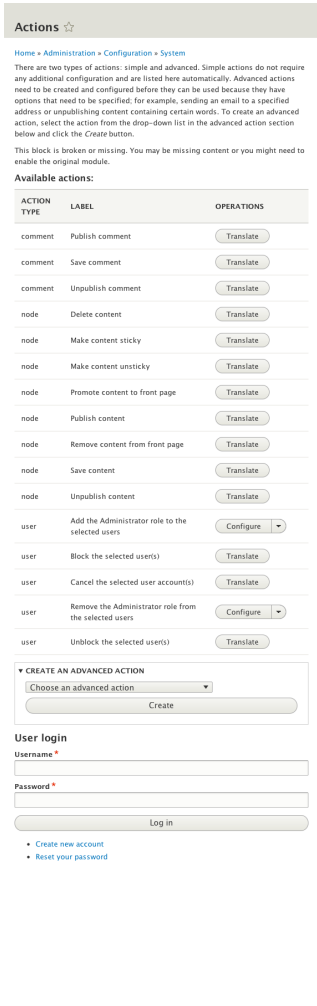 Actions
Home » Administration » Configuration » System
There are two types of actions: simple and advanced. Simple actions do not require
any additional configuration and are listed here automatically. Advanced actions
need to be created and configured before they can be used because they have
options that need to be specified; for example, sending an email to a specified
address or unpublishing content containing certain words. To create an advanced
action, select the action from the drop-down list in the advanced action section
below and click the Create button.
This block is broken or missing. You may be missing content or you might need to
enable the original module.
Available actions:
ACTION TYPE LABEL OPERATIONS
comment Publish comment Translate
comment Save comment Translate
comment Unpublish comment Translate
node Delete content Translate
node Make content sticky Translate
node Make content unsticky Translate
node Promote content to front page Translate
node Publish content Translate
node Remove content from front page Translate
node Save content Translate
node Unpublish content Translate
user Add the Administrator role to the selected users Configure
user Block the selected user(s) Translate
user Cancel the selected user account(s) Translate
user Remove the Administrator role from the selected users Configure
user Unblock the selected user(s) Translate
CREATE AN ADVANCED ACTION
Choose an advanced action
Create
User login
Username *
Password *
Log in
Create new account
Reset your password